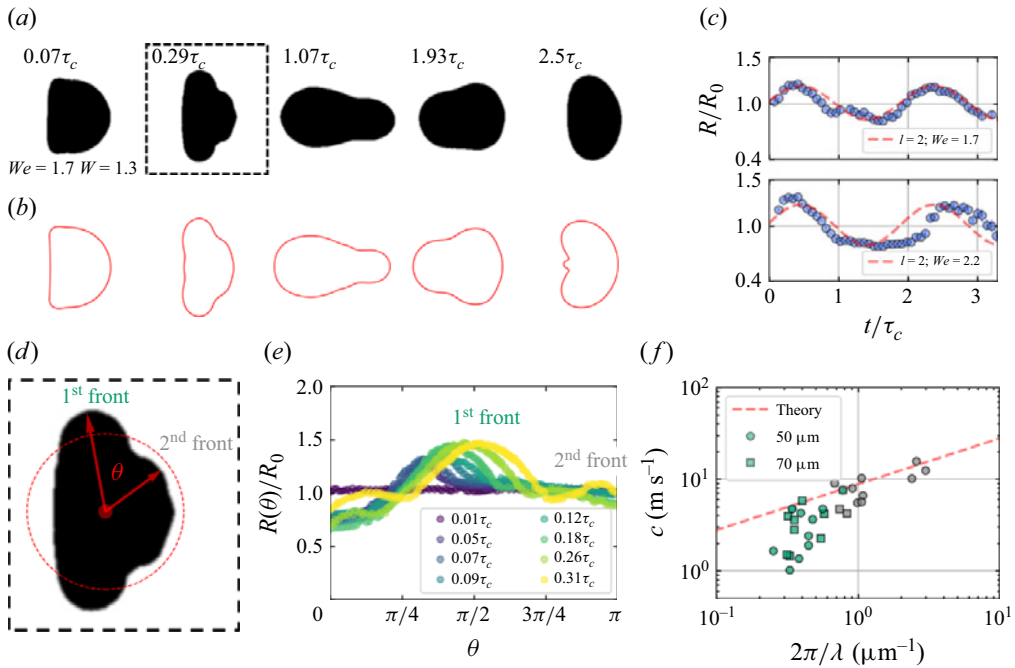 (a)
0.07τc 0.29τc 1.07τc 1.93τc 2.5τc
We = 1.7 W = 1.3
(b)
(c)
1.5
1.0
0.4
R/R0
l = 2; We = 1.7
1.5
1.0
0.4
l = 2; We = 2.2
0 1 2 3
t/τc
(d)
1st front
2nd front
θ
(e)
2.0
1.5
1.0
0.5
0
R(θ)/R0
1st front
2nd front
0.01τc 0.12τc
0.05τc 0.18τc
0.07τc 0.26τc
0.09τc 0.31τc
π/4 π/2 3π/4 π
θ
(f)
10²
10¹
10⁰
c (m s⁻¹)
Theory
50 μm
70 μm
10⁻¹ 10⁰ 10¹
2π/λ (μm⁻¹)